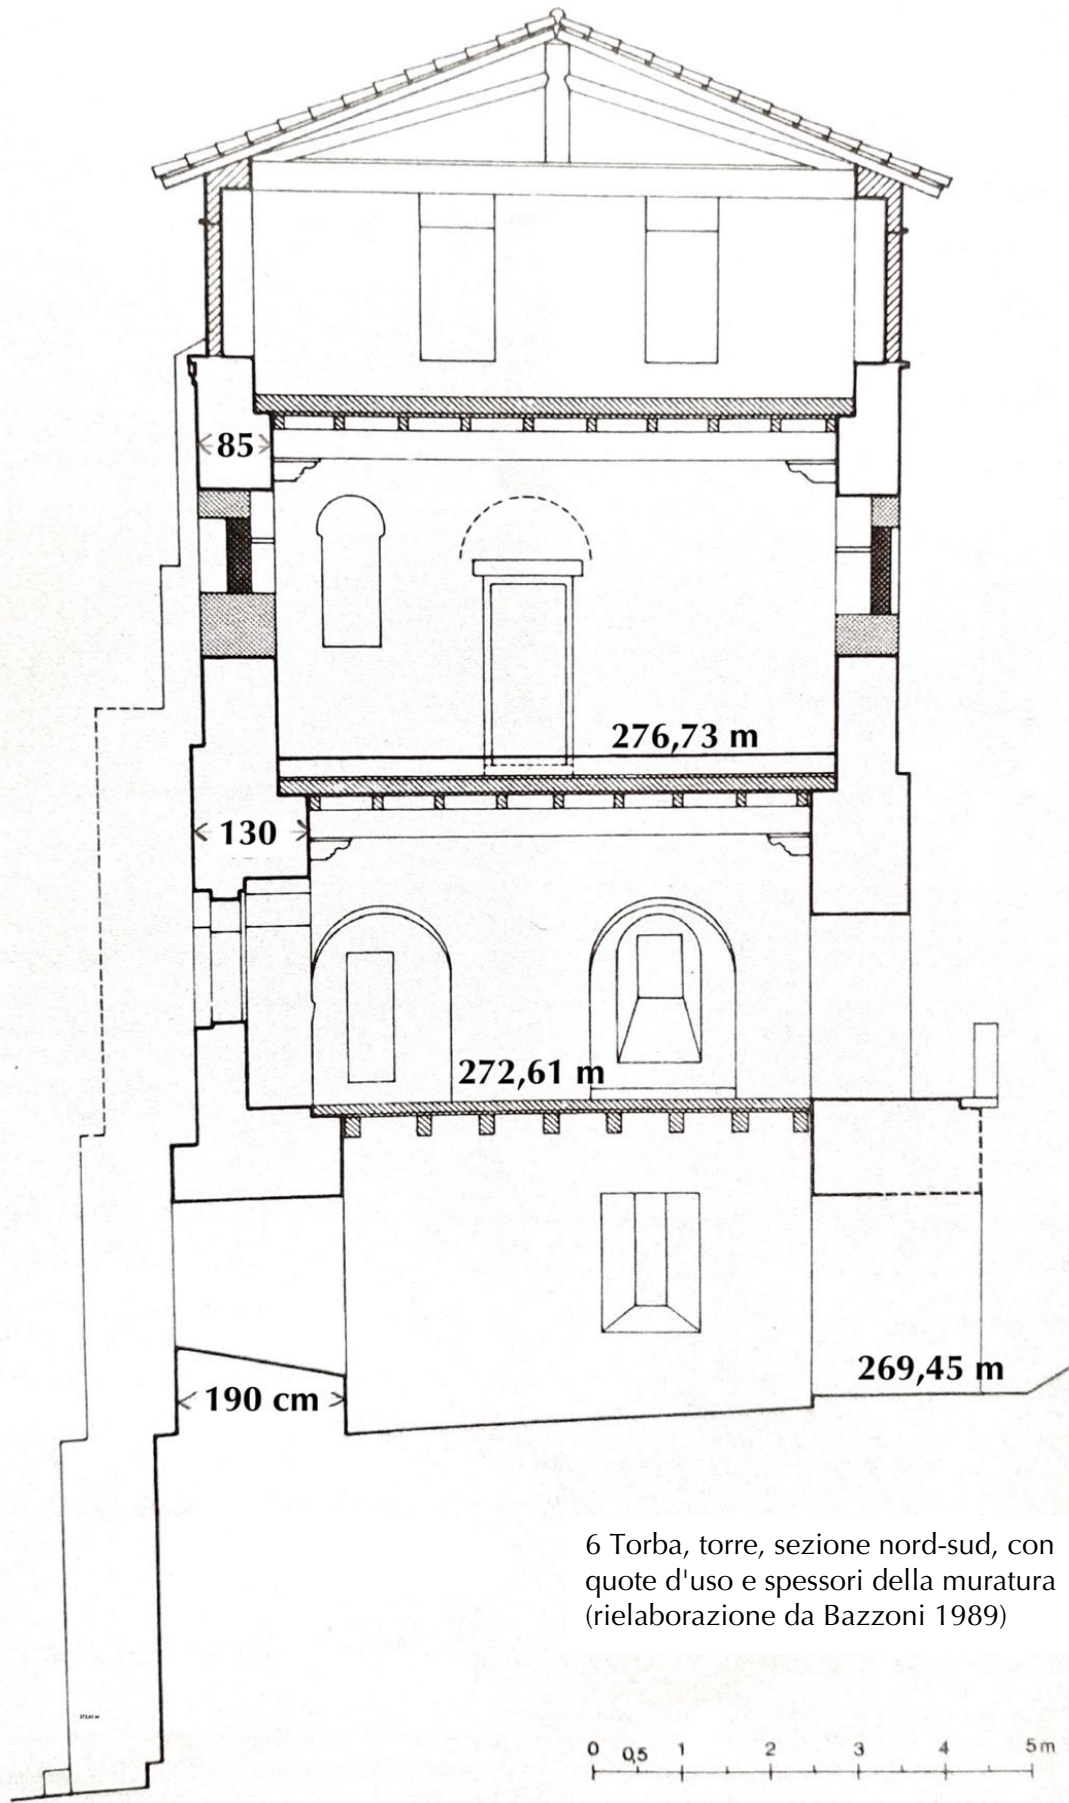 85
276,73 m
130
272,61 m
269,45 m
190 cm
6 Torba, torre, sezione nord-sud, con
quote d'uso e spessori della muratura
(rielaborazione da Bazzoni 1989)
0 0,5 1 2 3 4 5 m